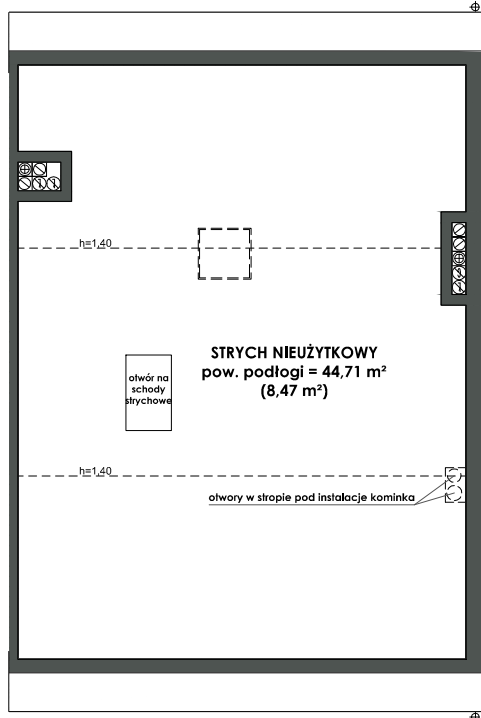 h=1,40
STRYCH NIEUŻYTKOWY
pow. podłogi = 44,71 m²
(8,47 m²)
otwór na
schody
strychowe
h=1,40
otwory w stropie pod instalacje kominka